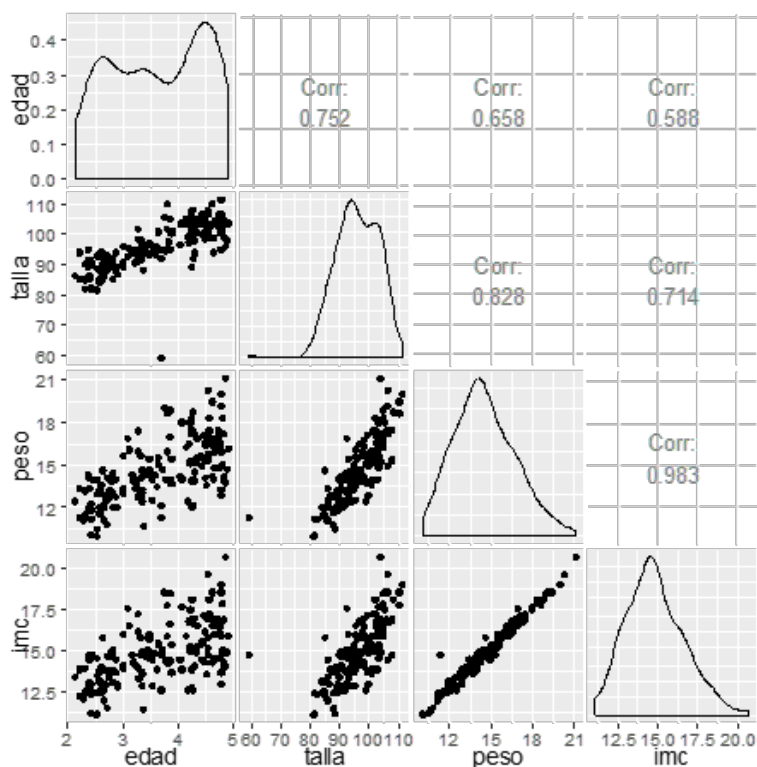 edad
0.4
0.3
0.2
0.1
0.0
Corr:
0.752
Corr:
0.658
Corr:
0.588
talla
110
100
90
80
70
60
Corr:
0.828
Corr:
0.714
peso
21
18
15
12
Corr:
0.983
imc
20.0
17.5
15.0
12.5
2 3 4 5
60 70 80 90 100 110
12 15 18 21
12.5 15.0 17.5 20.0
edad talla peso imc